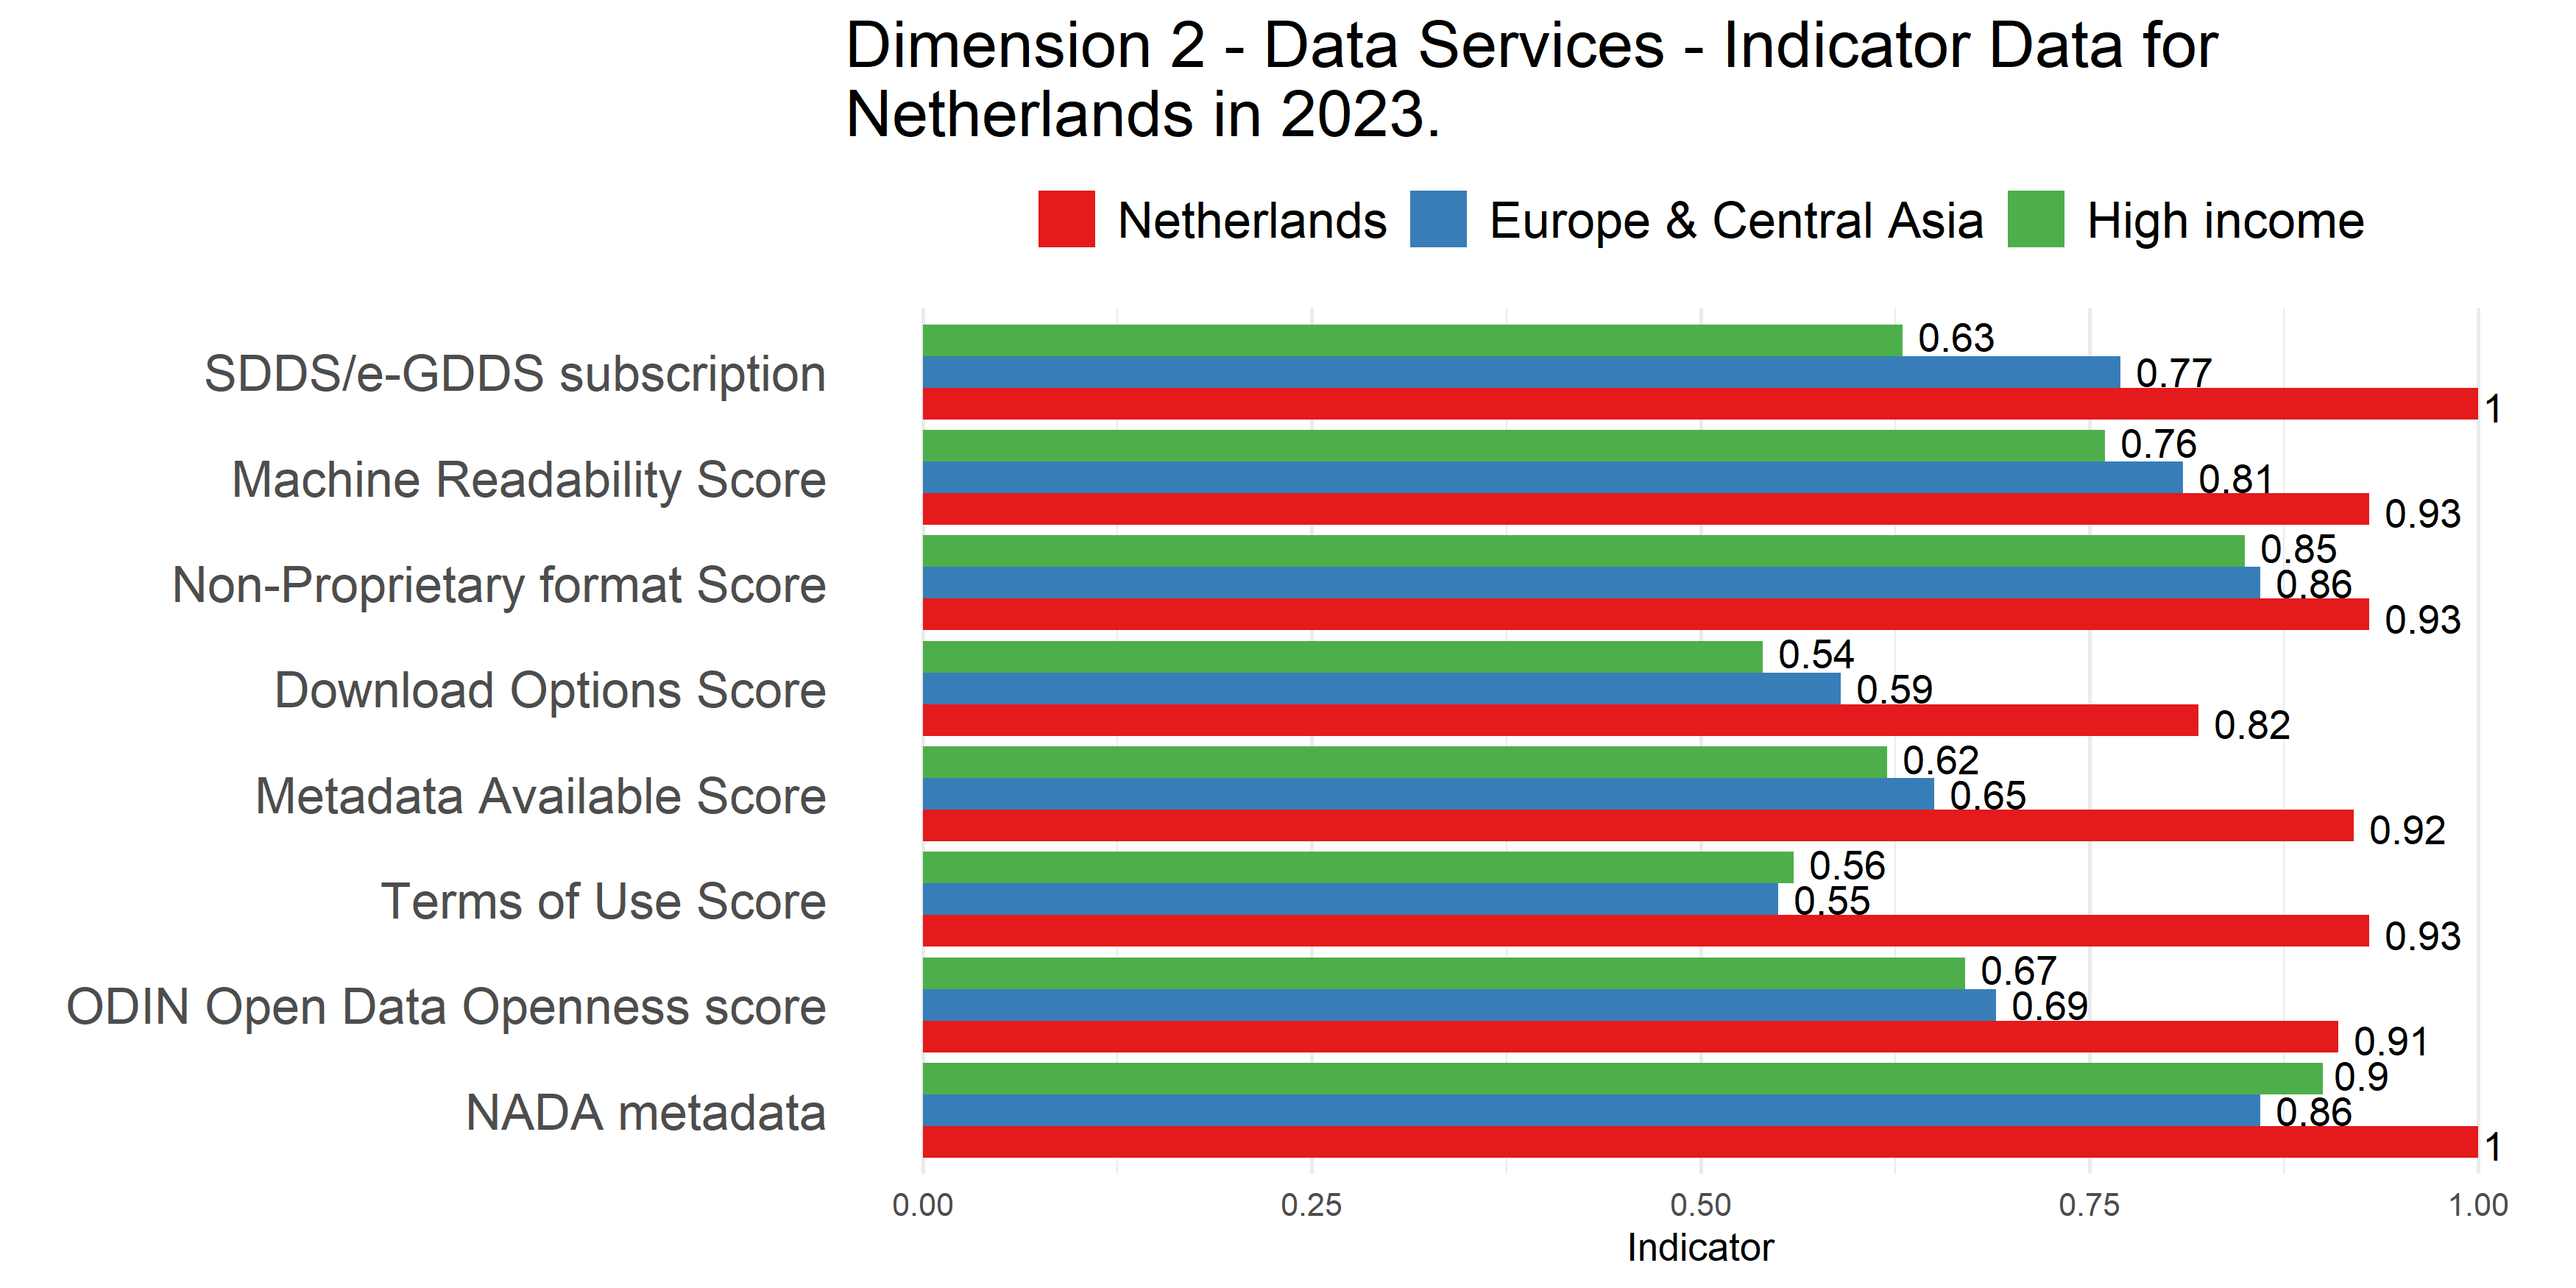 Dimension 2 - Data Services - Indicator Data for
Netherlands in 2023.
Netherlands Europe & Central Asia High income
SDDS/e-GDDS subscription
0.63
0.77
1
Machine Readability Score
0.76
0.81
0.93
Non-Proprietary format Score
0.85
0.86
0.93
Download Options Score
0.54
0.59
0.82
Metadata Available Score
0.62
0.65
0.92
Terms of Use Score
0.56
0.55
0.93
ODIN Open Data Openness score
0.67
0.69
0.91
NADA metadata
0.9
0.86
1
0.00 0.25 0.50 0.75 1.00
Indicator